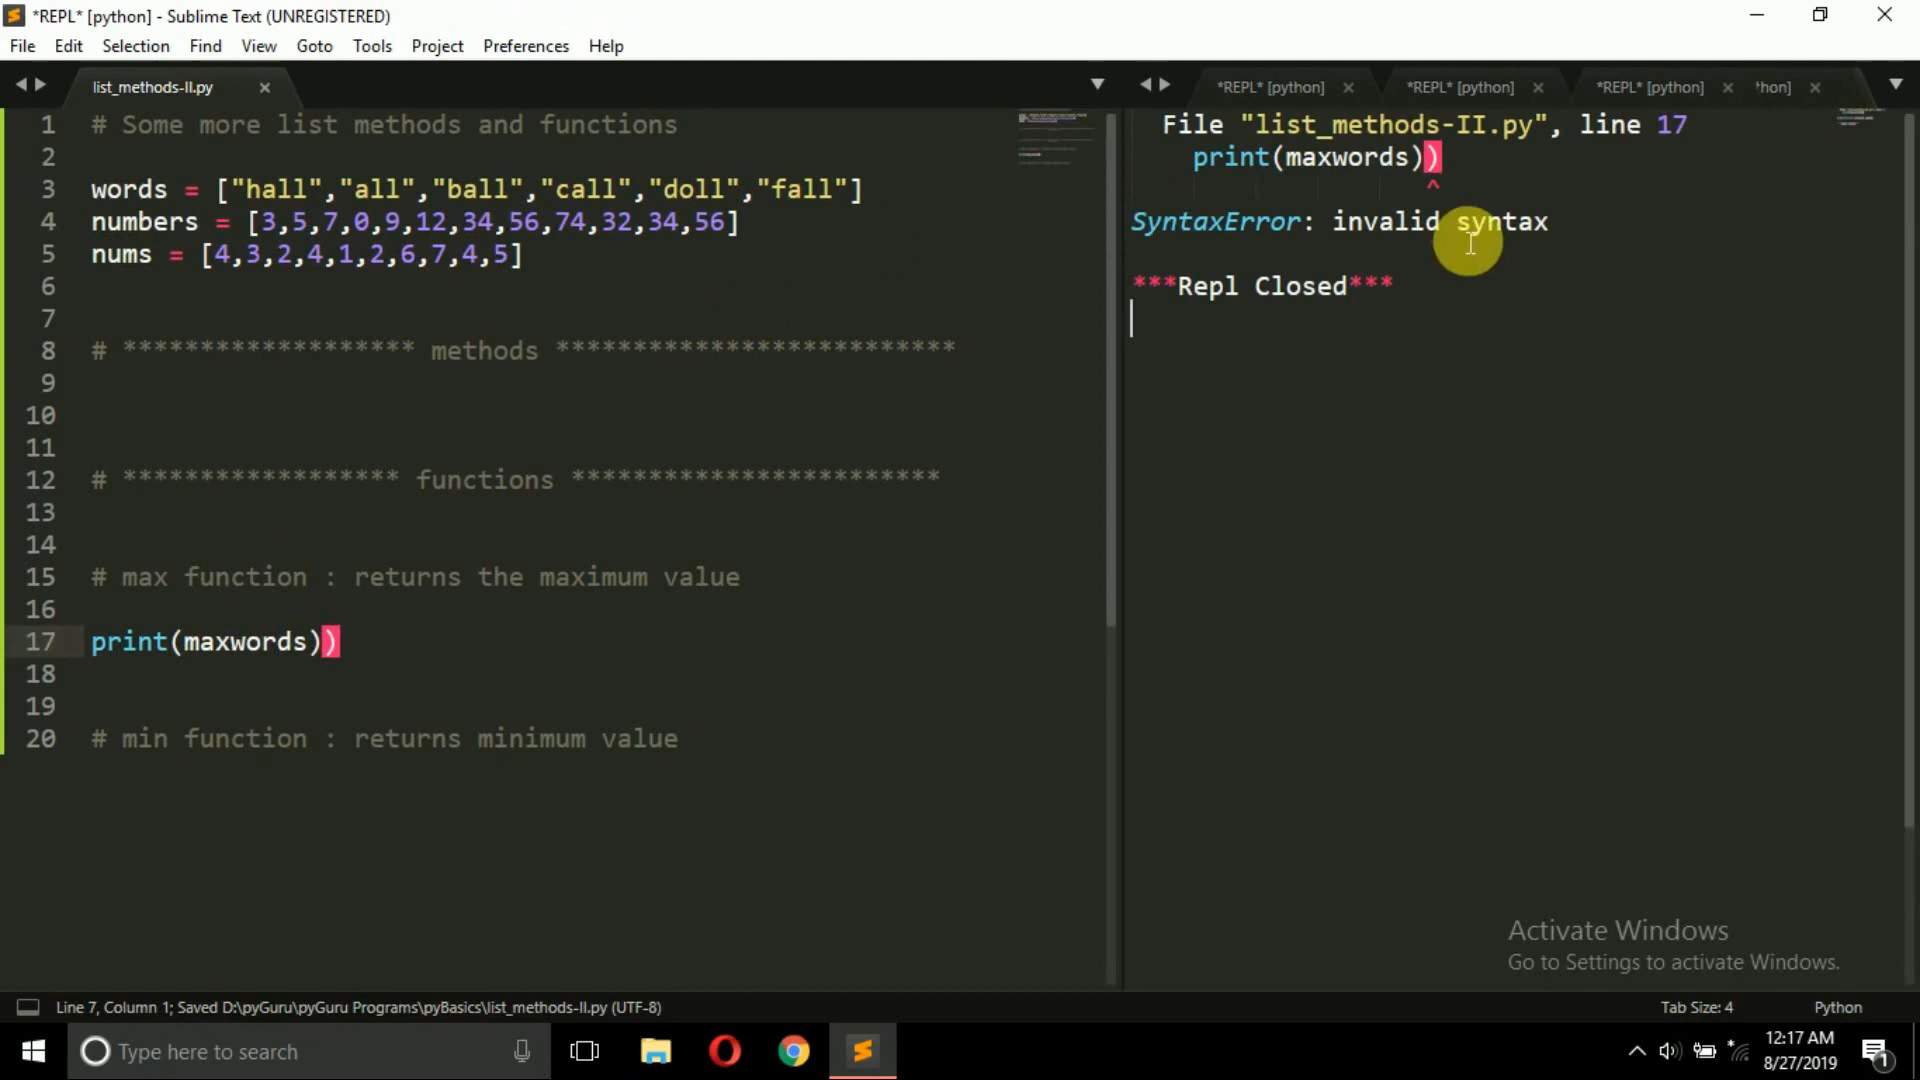 *REPL* [python] - Sublime Text (UNREGISTERED)
File Edit Selection Find View Goto Tools Project Preferences Help
list_methods-II.py
*REPL* [python] *REPL* [python] *REPL* [python] 'hon]
1 # Some more list methods and functions
2
3 words = ["hall","all","ball","call","doll","fall"]
4 numbers = [3,5,7,0,9,12,34,56,74,32,34,56]
5 nums = [4,3,2,4,1,2,6,7,4,5]
6
7
8 # ******************* methods **************************
9
10
11
12 # ****************** functions ************************
13
14
15 # max function : returns the maximum value
16
17 print(maxwords))
18
19
20 # min function : returns minimum value
File "list_methods-II.py", line 17
print(maxwords))
^
SyntaxError: invalid syntax
***Repl Closed***
Activate Windows
Go to Settings to activate Windows.
Line 7, Column 1; Saved D:\pyGuru\pyGuru Programs\pyBasics\list_methods-II.py (UTF-8)
Tab Size: 4 Python
Type here to search
12:17 AM
8/27/2019
1